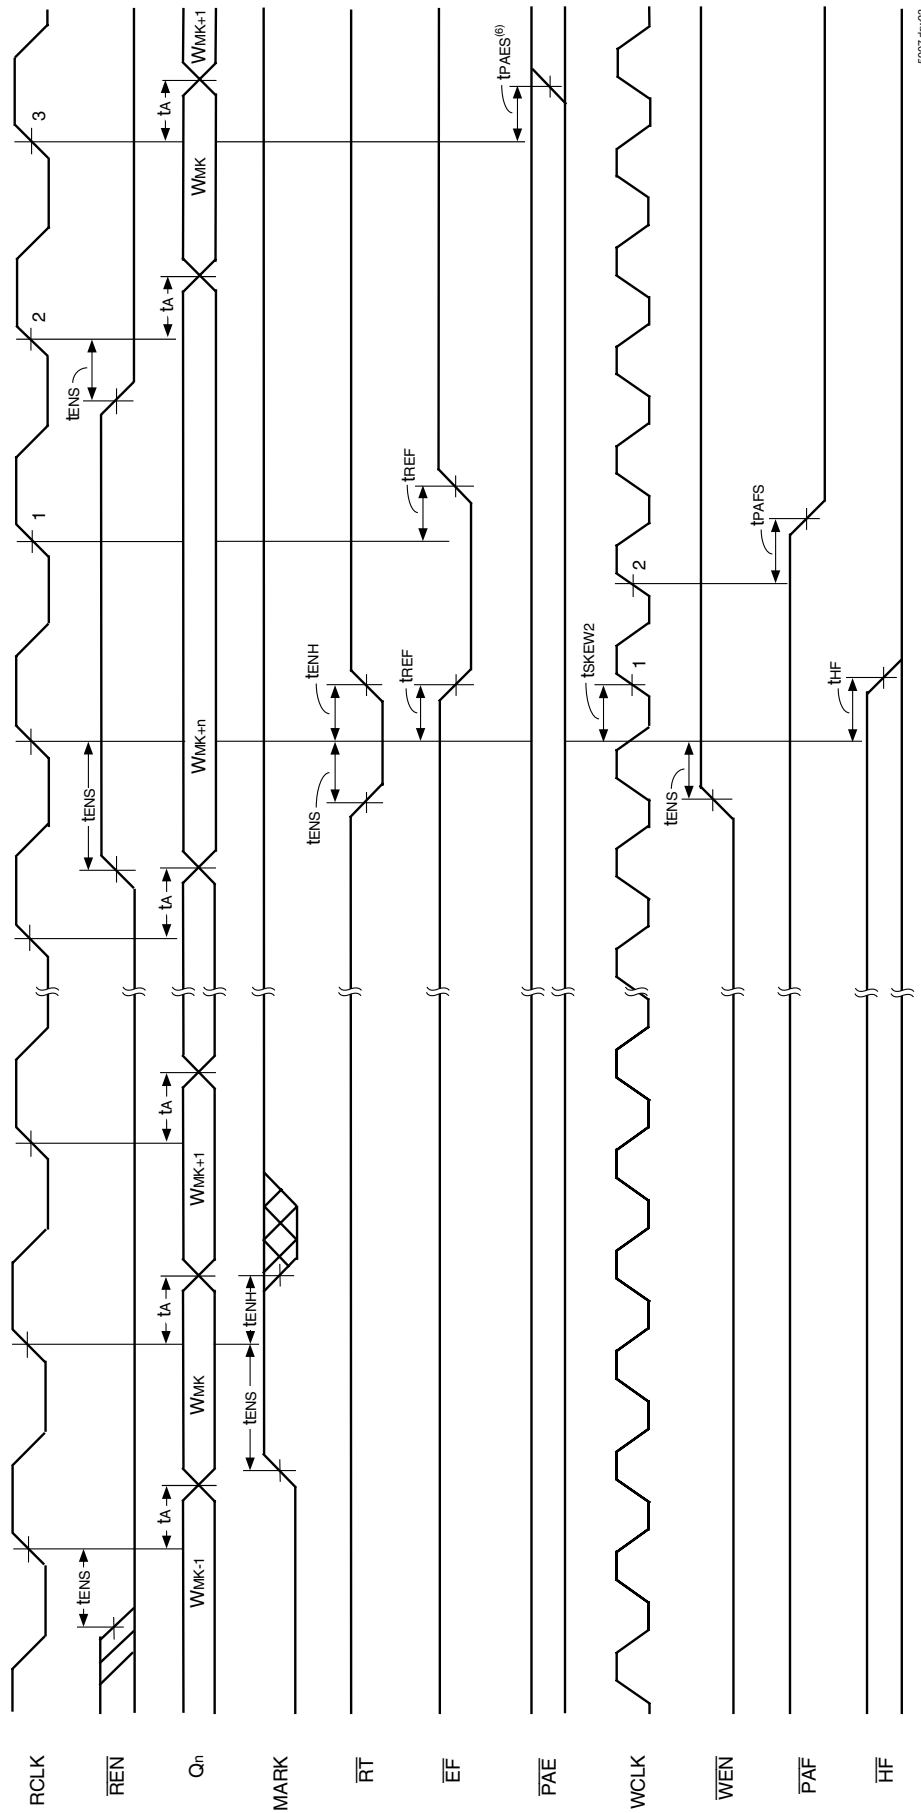 RCLK
1
2
3
REN
tENS
tENS
tENS
Qn
WMK-1
tA
WMK
tA
WMK+1
tA
tA
WMK+n
tA
WMK
tA
WMK+1
MARK
tENS
tENH
RT
tENS
tENH
EF
tREF
tREF
PAE
tPAES(6)
WCLK
tSKEW2
1
2
WEN
tENS
PAF
tPAFS
HF
tHF